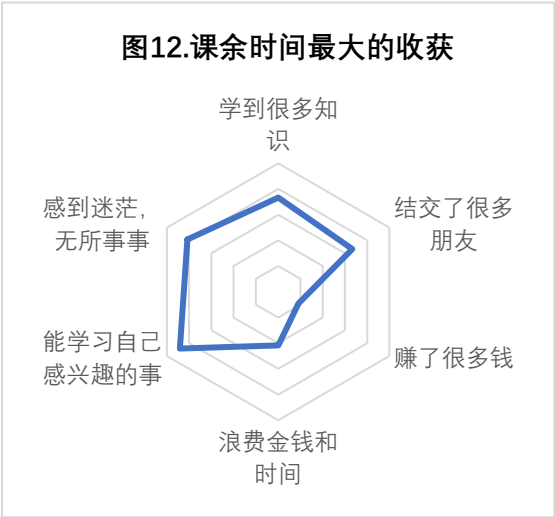 图12.课余时间最大的收获
学到很多知
识
结交了很多
朋友
赚了很多钱
浪费金钱和
时间
能学习自己
感兴趣的事
感到迷茫，
无所事事